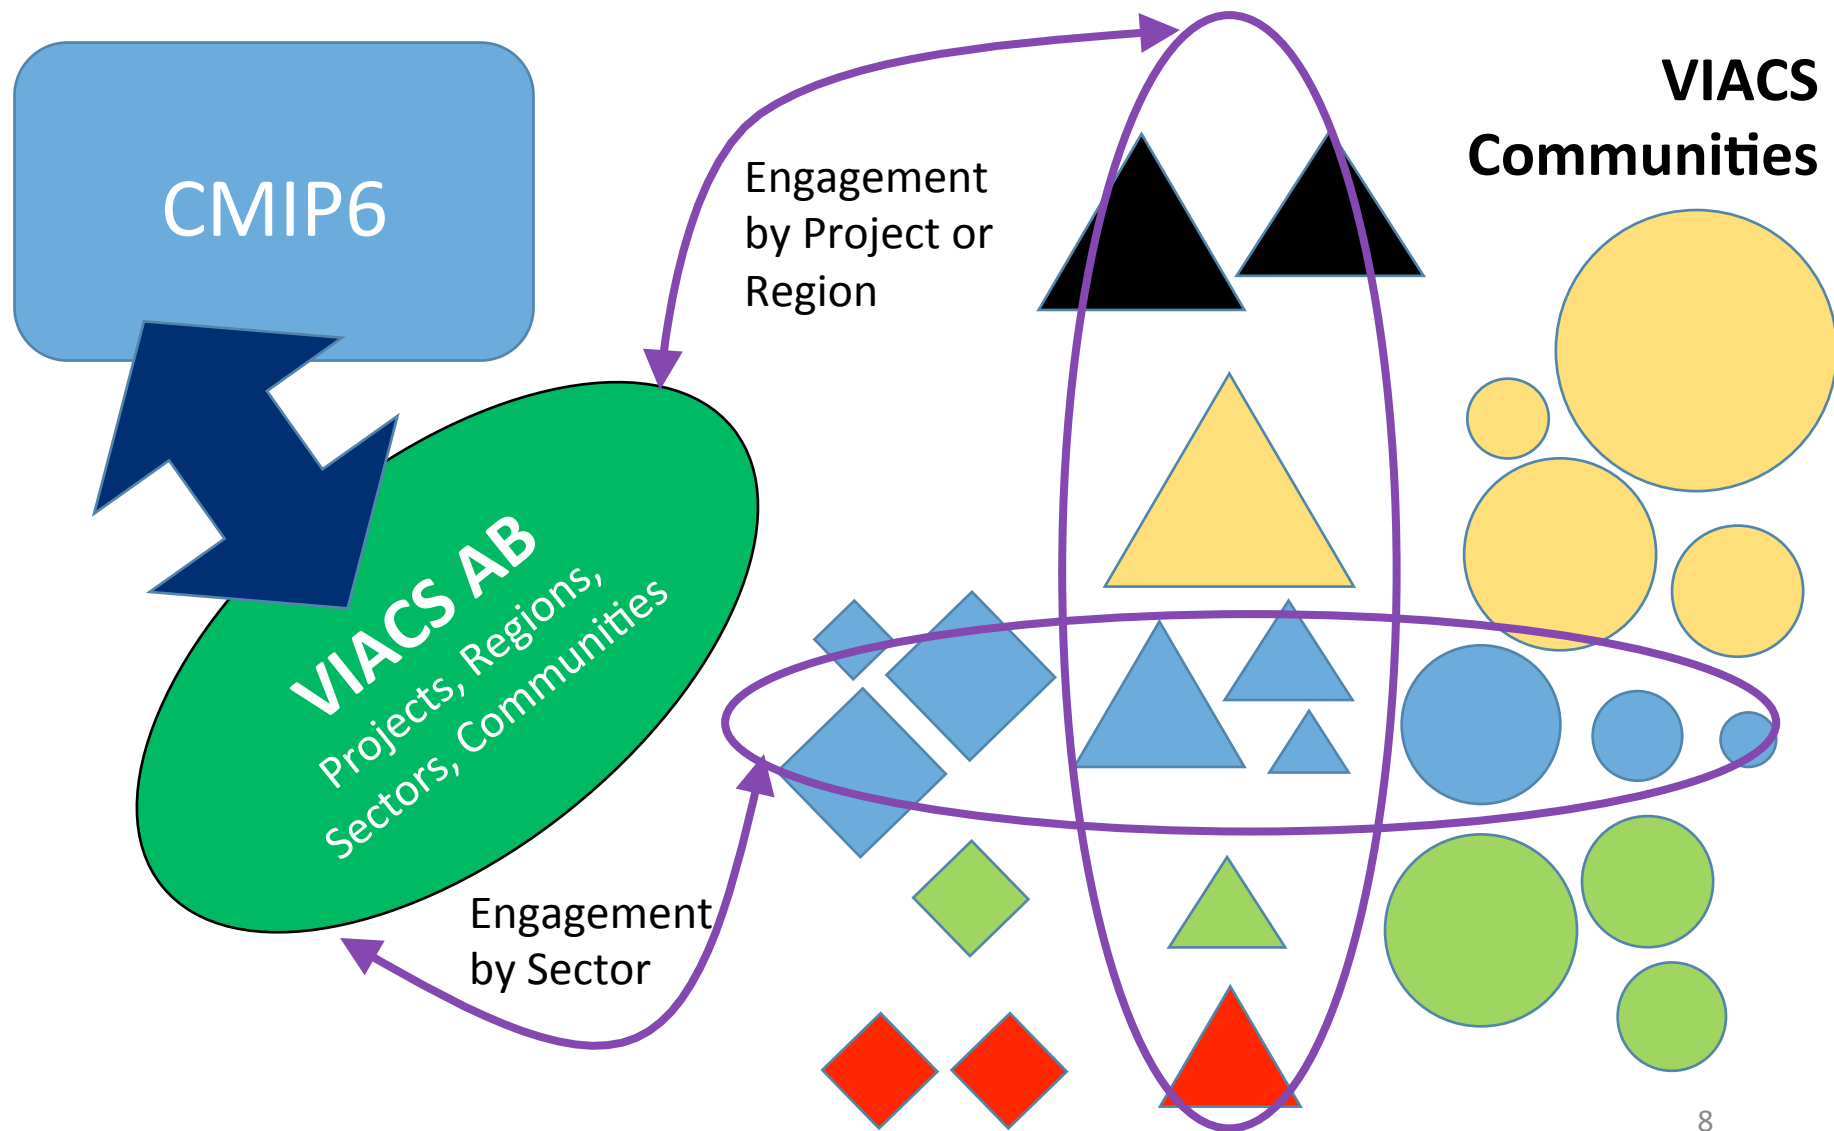 CMIP6
Engagement
by Project or
Region
VIACS
Communities
VIACS AB
Projects, Regions,
Sectors, Communities
Engagement
by Sector
8